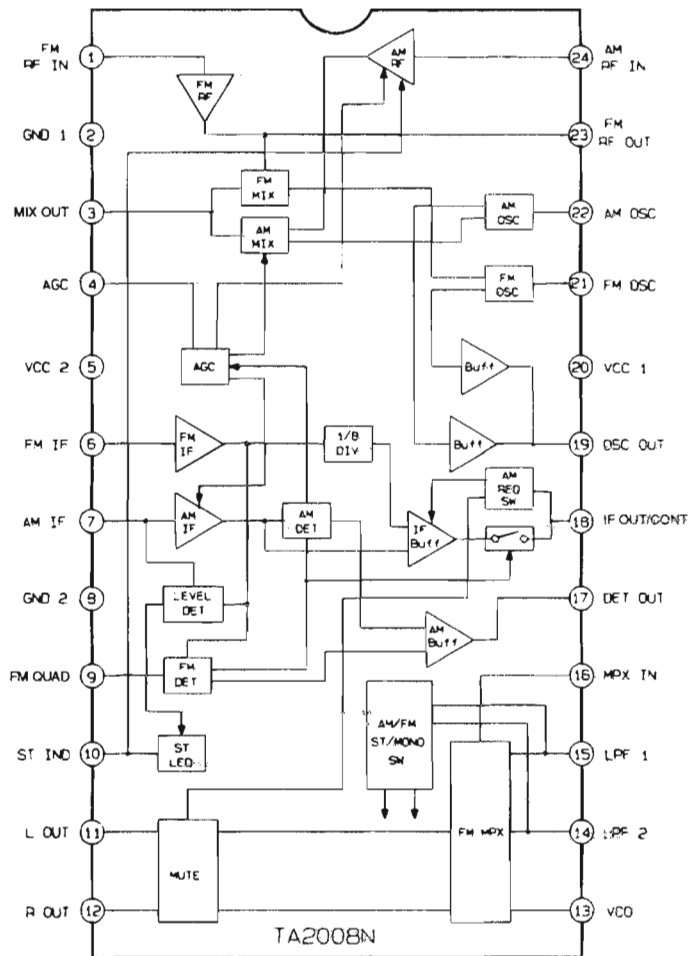 FM
RF IN
1
GND 1
2
MIX OUT
3
AGC
4
VCC 2
5
FM IF
6
AM IF
7
GND 2
8
FM QUAD
9
ST IND
10
L OUT
11
R OUT
12
24
AM
RF IN
23
FM
RF OUT
22
AM OSC
21
FM OSC
20
VCC 1
19
OSC OUT
18
IF OUT/CONT
17
DET OUT
16
MPX IN
15
LPF 1
14
LPF 2
13
VCO
FM
RF
AM
RF
FM
MIX
AM
MIX
AM
OSC
FM
OSC
AGC
Buff
Buff
FM
IF
1/8
DIV
AM
REQ
SW
AM
IF
AM
DET
IF
Buff
LEVEL
DET
FM
DET
AM
Buff
ST
LED
AM/FM
ST/MONO
SW
MUTE
FM MPX
TA2008N